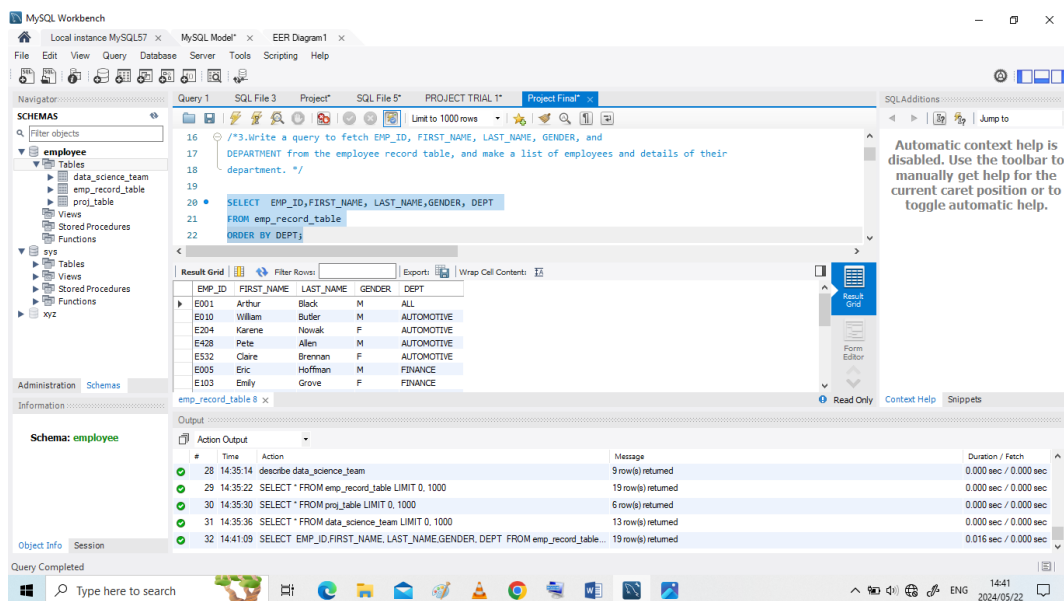 MySQL Workbench
Local instance MySQL57 × MySQL Model* × EER Diagram1 ×
File Edit View Query Database Server Tools Scripting Help
Navigator
SCHEMAS
Filter objects
employee
Tables
data_science_team
emp_record_table
proj_table
Views
Stored Procedures
Functions
sys
Tables
Views
Stored Procedures
Functions
xyz
Administration Schemas
Information
Schema: employee
Object Info Session
Query 1 SQL File 3 Project* SQL File 5* PROJECT TRIAL 1* Project Final* ×
Limit to 1000 rows
16 /*3.Write a query to fetch EMP_ID, FIRST_NAME, LAST_NAME, GENDER, and
17 DEPARTMENT from the employee record table, and make a list of employees and details of their
18 department. */
19
20 SELECT EMP_ID,FIRST_NAME, LAST_NAME,GENDER, DEPT
21 FROM emp_record_table
22 ORDER BY DEPT;
Result Grid Filter Rows: Export: Wrap Cell Content:
EMP_ID FIRST_NAME LAST_NAME GENDER DEPT
E001 Arthur Black M ALL
E010 William Butler M AUTOMOTIVE
E204 Karene Nowak F AUTOMOTIVE
E428 Pete Allen M AUTOMOTIVE
E532 Claire Brennan F AUTOMOTIVE
E005 Eric Hoffman M FINANCE
E103 Emily Grove F FINANCE
Result
Grid
Form
Editor
emp_record_table 8 × Read Only
SQLAdditions
Jump to
Automatic context help is
disabled. Use the toolbar to
manually get help for the
current caret position or to
toggle automatic help.
Context Help Snippets
Output
Action Output
# Time Action Message Duration / Fetch
28 14:35:14 describe data_science_team 9 row(s) returned 0.000 sec / 0.000 sec
29 14:35:22 SELECT * FROM emp_record_table LIMIT 0, 1000 19 row(s) returned 0.000 sec / 0.000 sec
30 14:35:30 SELECT * FROM proj_table LIMIT 0, 1000 6 row(s) returned 0.000 sec / 0.000 sec
31 14:35:36 SELECT * FROM data_science_team LIMIT 0, 1000 13 row(s) returned 0.000 sec / 0.000 sec
32 14:41:09 SELECT EMP_ID,FIRST_NAME, LAST_NAME,GENDER, DEPT FROM emp_record_table... 19 row(s) returned 0.016 sec / 0.000 sec
Query Completed
Type here to search
ENG
14:41
2024/05/22